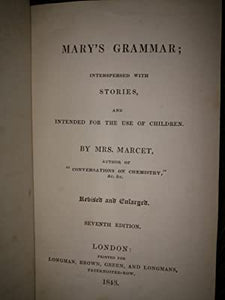 MARY'S GRAMMAR;
INTERSPERSED WITH
STORIES,
AND
INTENDED FOR THE USE OF CHILDREN.
BY MRS. MARCET,
AUTHOR OF
"CONVERSATIONS ON CHEMISTRY,"
&c. &c.
Revised and Enlarged.
SEVENTH EDITION.
LONDON:
PRINTED FOR
LONGMAN, BROWN, GREEN, AND LONGMANS,
PATERNOSTER-ROW,
1848.